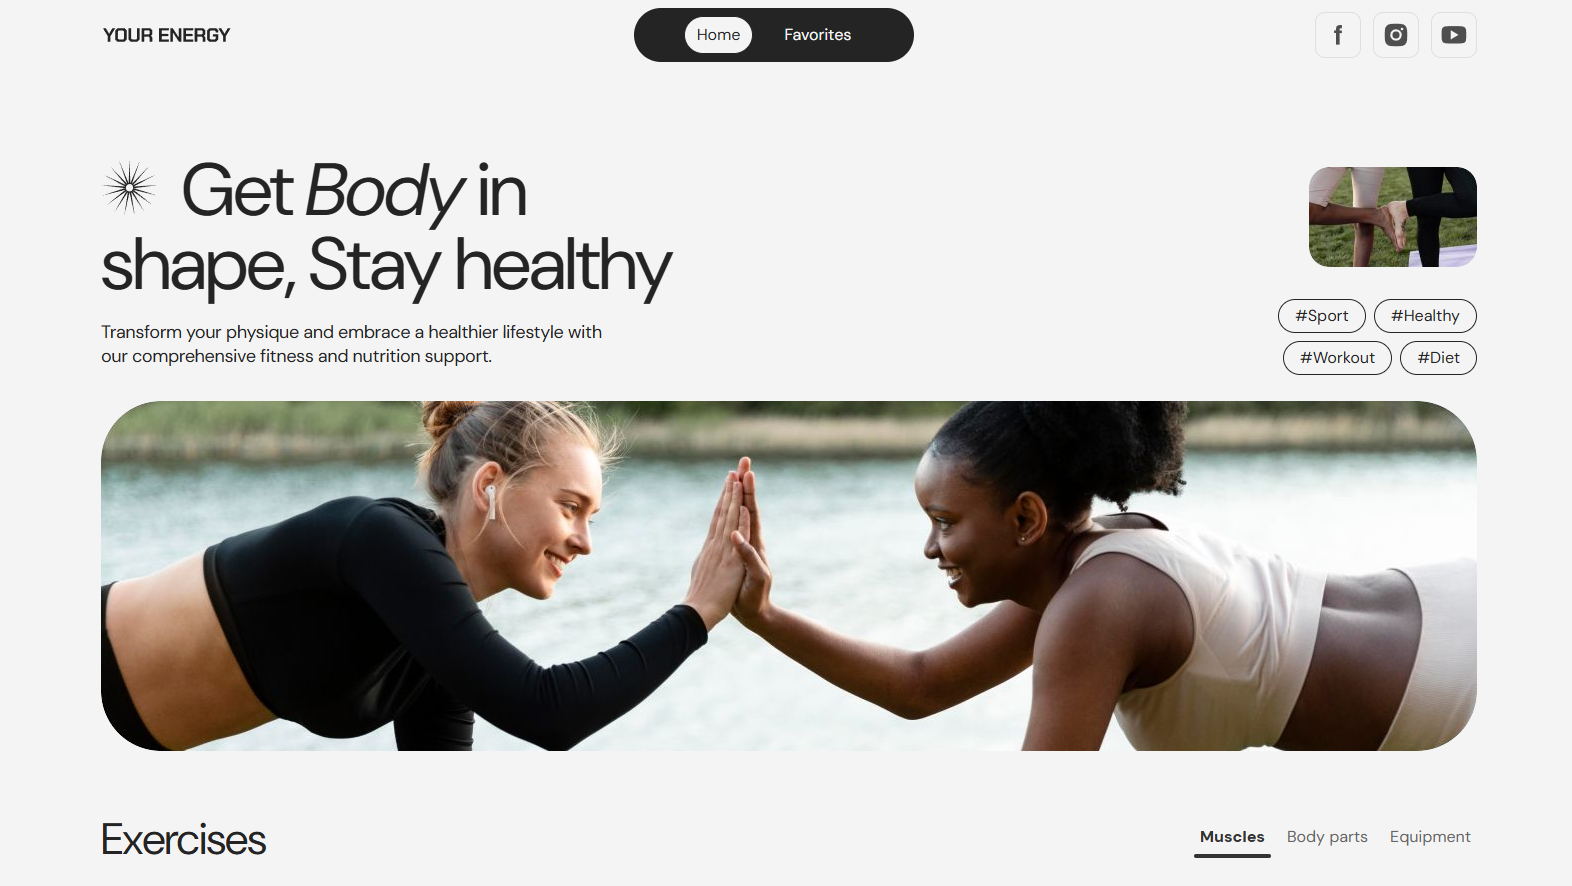 YOUR ENERGY
Home
Favorites
Get Body in
shape, Stay healthy
Transform your physique and embrace a healthier lifestyle with
our comprehensive fitness and nutrition support.
#Sport
#Healthy
#Workout
#Diet
Exercises
Muscles
Body parts
Equipment